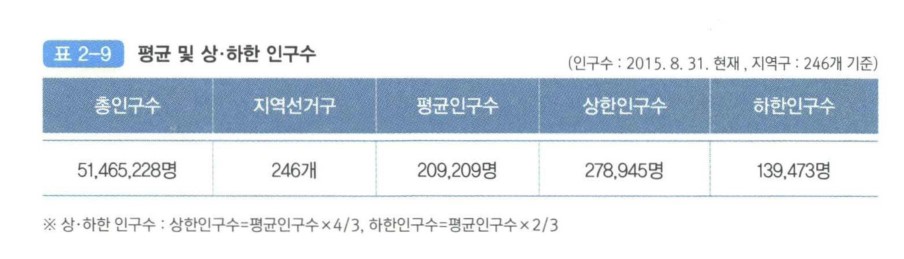 표 2-9 평균 및 상·하한 인구수
(인구수 : 2015. 8. 31. 현재, 지역구 : 246개 기준)
총인구수 지역선거구 평균인구수 상한인구수 하한인구수
51,465,228명 246개 209,209명 278,945명 139,473명
※ 상·하한 인구수 : 상한인구수=평균인구수×4/3, 하한인구수=평균인구수×2/3